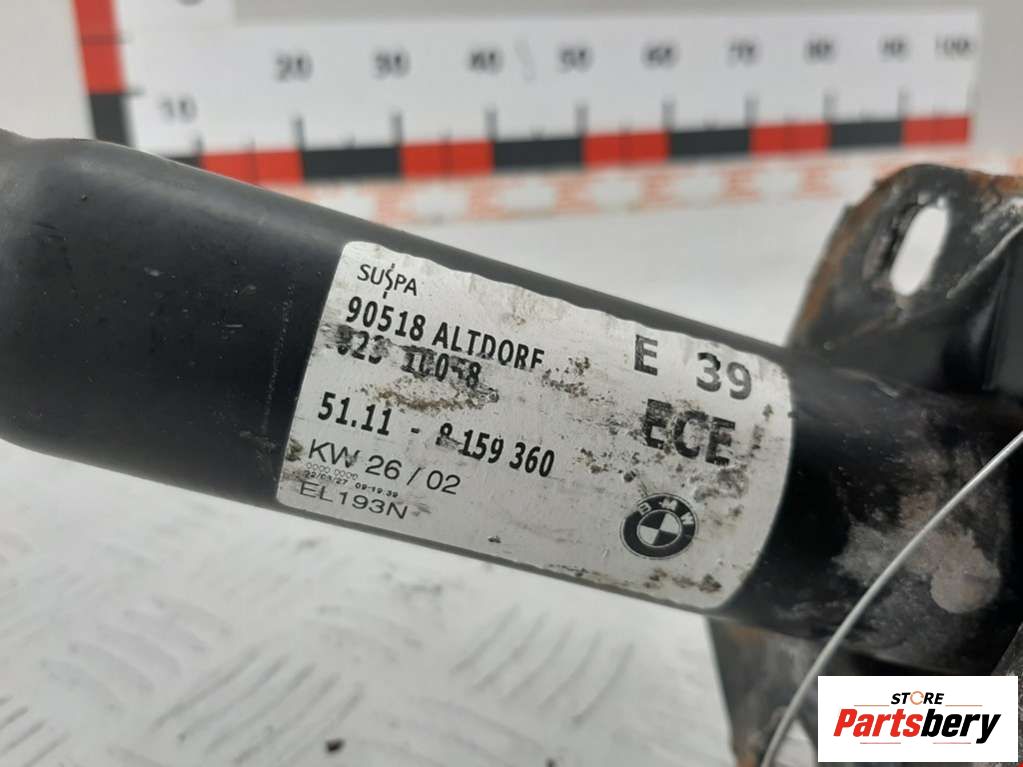 10 20 30 40 50 60 70 80 90 100
SUSPA
90518 ALTDORF
E 39
ECE
51.11 - 8 159 360
KW 26 / 02
EL193N
BMW
STORE
Partsbery